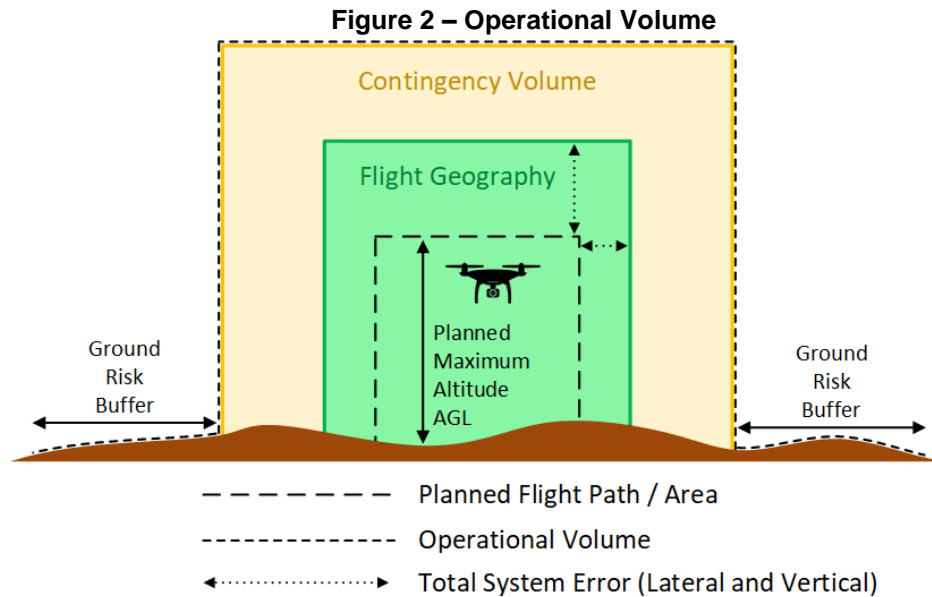 Figure 2 – Operational Volume
Contingency Volume
Flight Geography
Planned
Maximum
Altitude
AGL
Ground
Risk
Buffer
Ground
Risk
Buffer
Planned Flight Path / Area
Operational Volume
Total System Error (Lateral and Vertical)